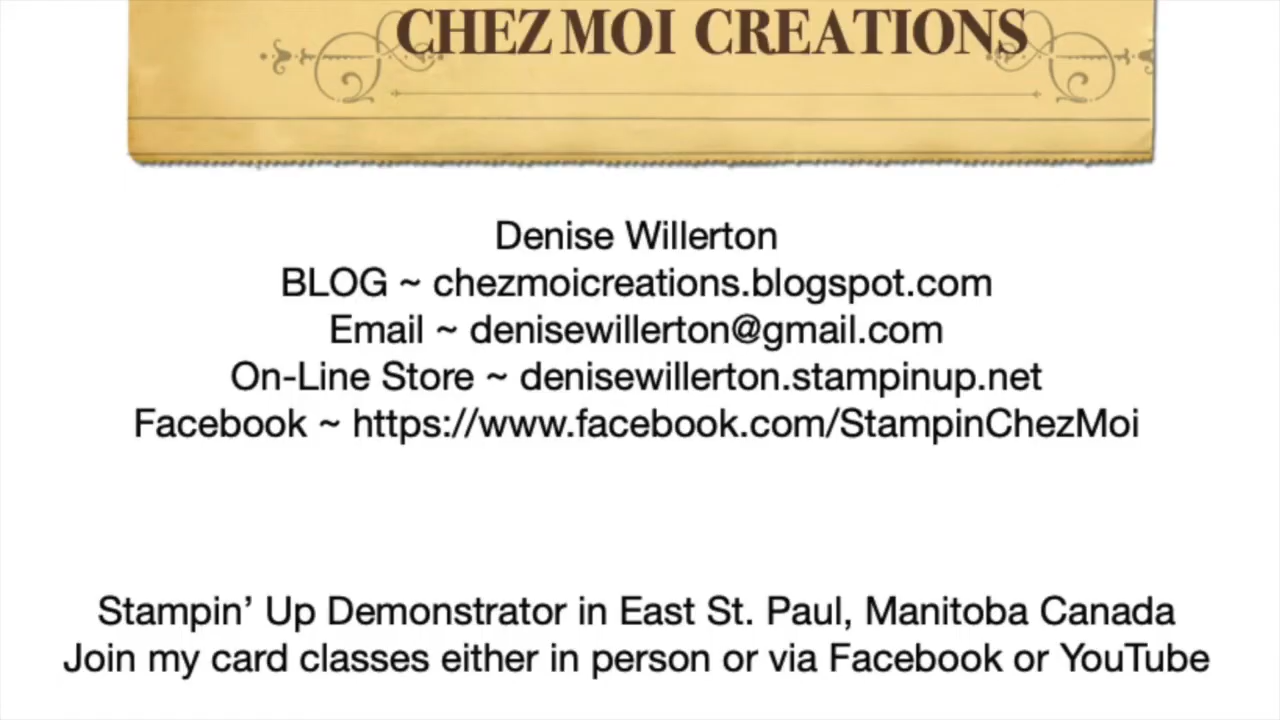 CHEZ MOI CREATIONS
Denise Willerton
BLOG ~ chezmoicreations.blogspot.com
Email ~ denisewillerton@gmail.com
On-Line Store ~ denisewillerton.stampinup.net
Facebook ~ https://www.facebook.com/StampinChezMoi
Stampin’ Up Demonstrator in East St. Paul, Manitoba Canada
Join my card classes either in person or via Facebook or YouTube